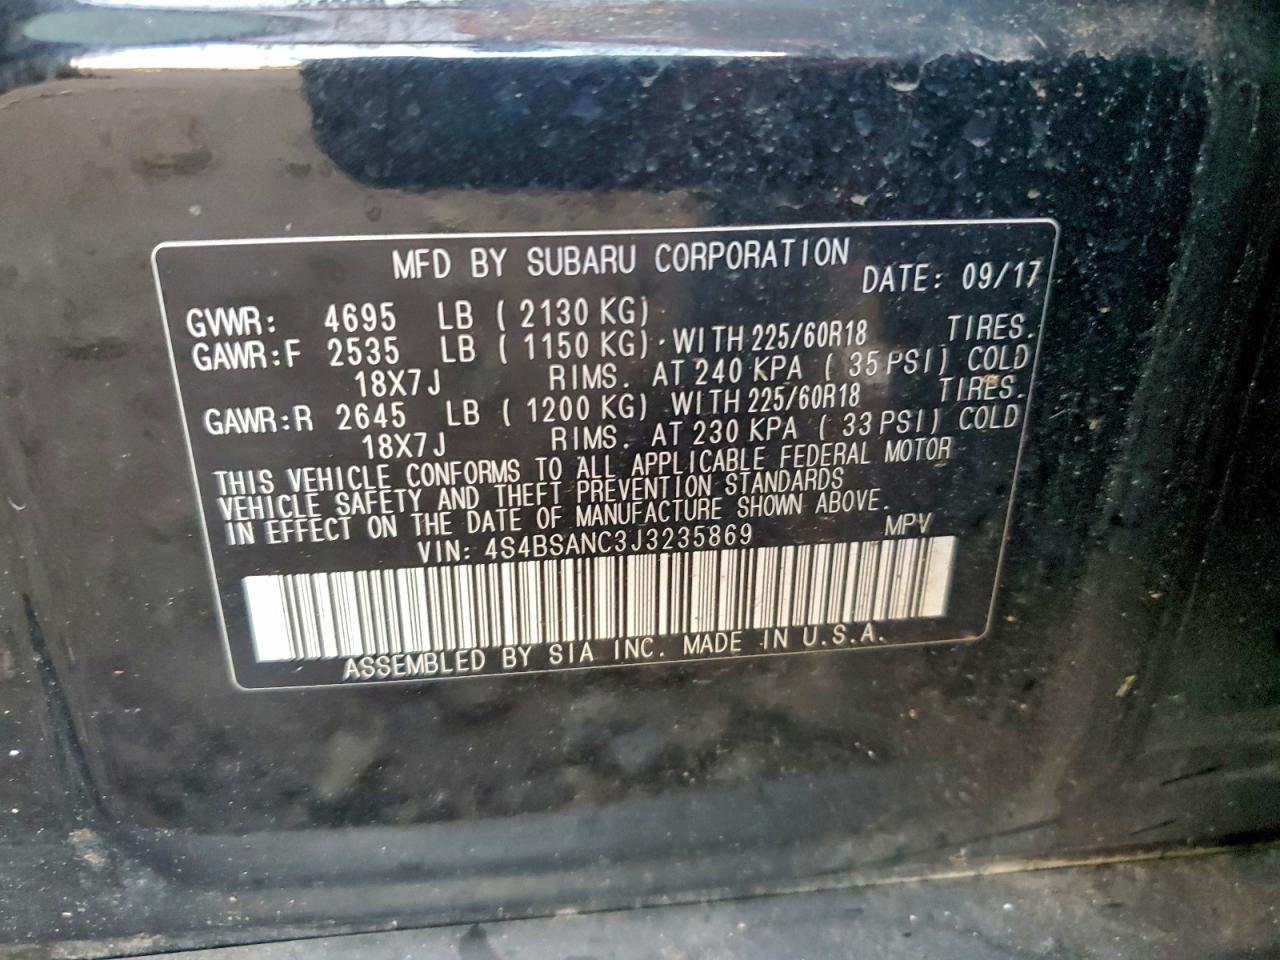 MFD BY SUBARU CORPORATION DATE: 09/17
GVWR: 4695 LB ( 2130 KG)
GAWR:F 2535 LB ( 1150 KG) WITH 225/60R18 TIRES.
18X7J RIMS. AT 240 KPA ( 35 PSI) COLD
GAWR:R 2645 LB ( 1200 KG) WITH 225/60R18 TIRES.
18X7J RIMS. AT 230 KPA ( 33 PSI) COLD
THIS VEHICLE CONFORMS TO ALL APPLICABLE FEDERAL MOTOR
VEHICLE SAFETY AND THEFT PREVENTION STANDARDS
IN EFFECT ON THE DATE OF MANUFACTURE SHOWN ABOVE.
VIN: 4S4BSANC3J3235869 MPV
ASSEMBLED BY SIA INC. MADE IN U.S.A.